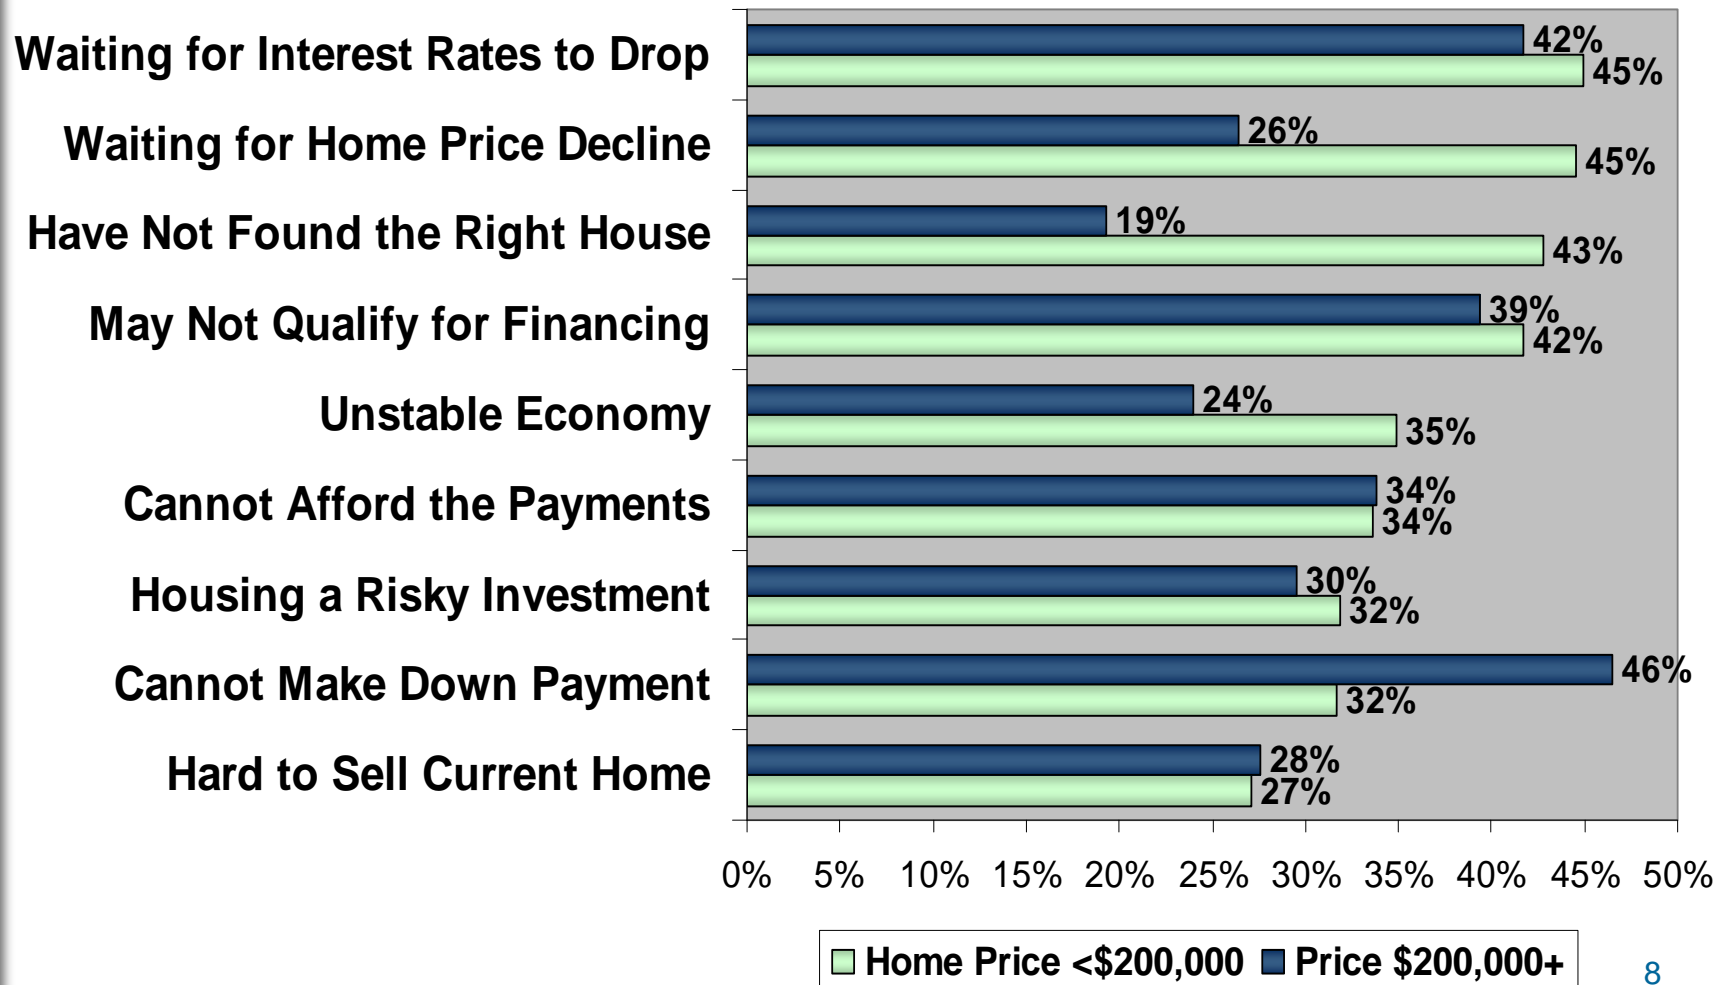 Waiting for Interest Rates to Drop
42%
45%
Waiting for Home Price Decline
26%
45%
Have Not Found the Right House
19%
43%
May Not Qualify for Financing
39%
42%
Unstable Economy
24%
35%
Cannot Afford the Payments
34%
34%
Housing a Risky Investment
30%
32%
Cannot Make Down Payment
46%
32%
Hard to Sell Current Home
28%
27%
0% 5% 10% 15% 20% 25% 30% 35% 40% 45% 50%
Home Price <$200,000 Price $200,000+
8